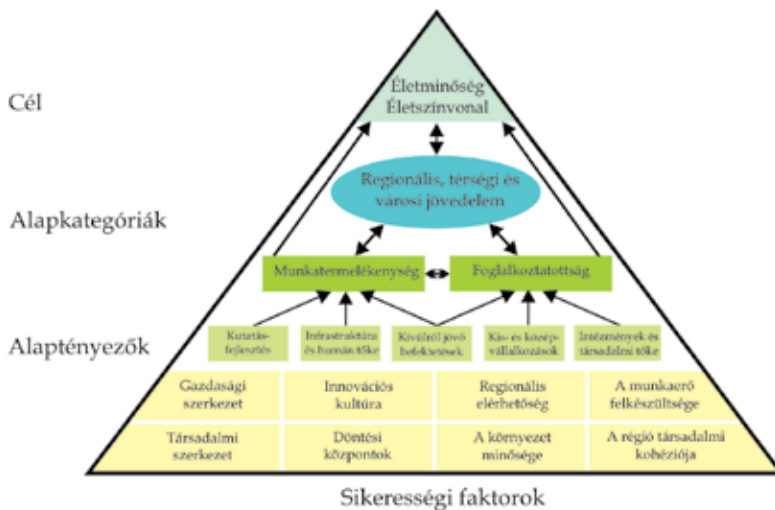 Cél
Életminőség
Életszínvonal
Regionális, térségi és
városi jövedelem
Alapkategóriák
Munkatermelékenység
Foglalkoztatottság
Alaptényezők
Kutatás-
fejlesztés
Infrastruktúra
és humán tőke
Kívülről jövő
befektetések
Kis- és közép-
vállalkozások
Intézmények és
társadalmi tőke
Gazdasági
szerkezet
Innovációs
kultúra
Regionális
elérhetőség
A munkaerő
felkészültsége
Társadalmi
szerkezet
Döntési
központok
A környezet
minősége
A régió társadalmi
kohéziója
Sikerességi faktorok